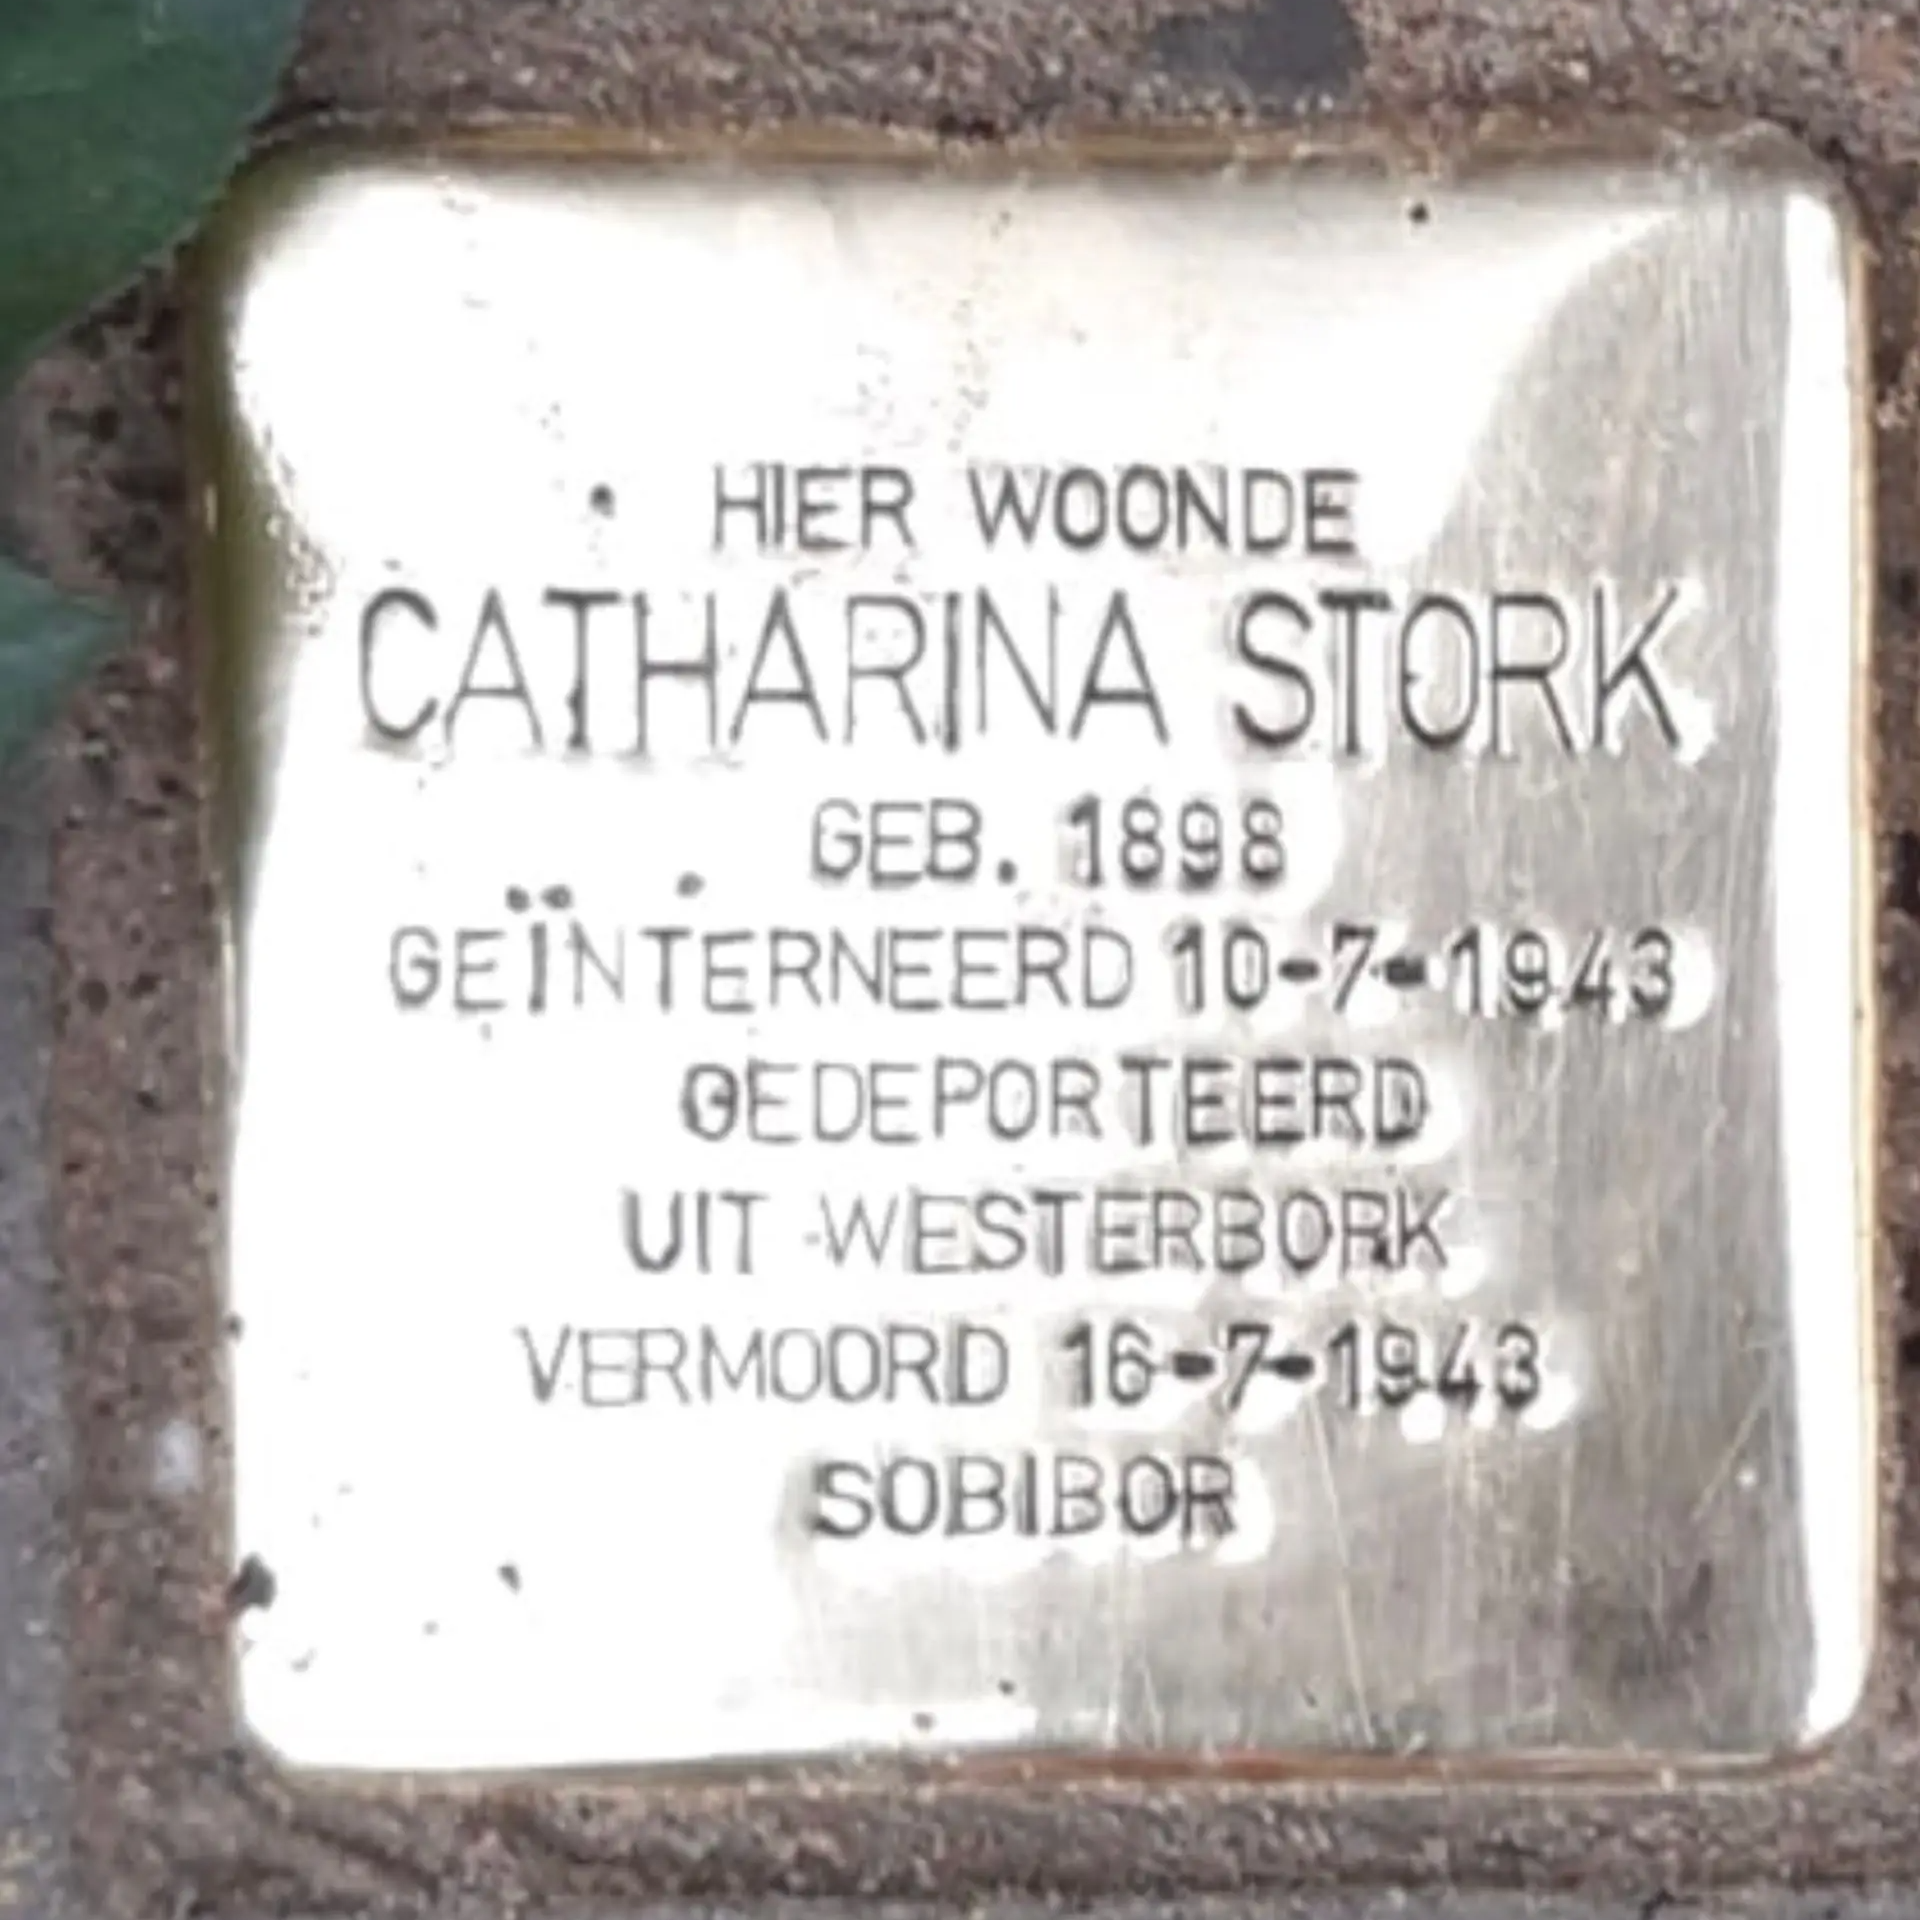 HIER WOONDE
CATHARINA STORK
GEB. 1898
GEÏNTERNEERD 10-7-1943
GEDEPORTEERD
UIT WESTERBORK
VERMOORD 16-7-1943
SOBIBOR